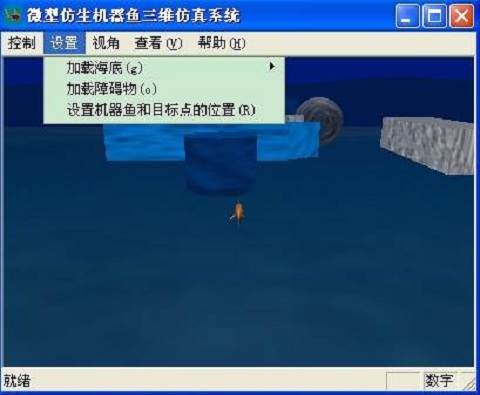 微型仿生机器鱼三维仿真系统
控制 设置 视角 查看(V) 帮助(H)
加载海底(g)
加载障碍物(o)
设置机器鱼和目标点的位置(R)
就绪 数字